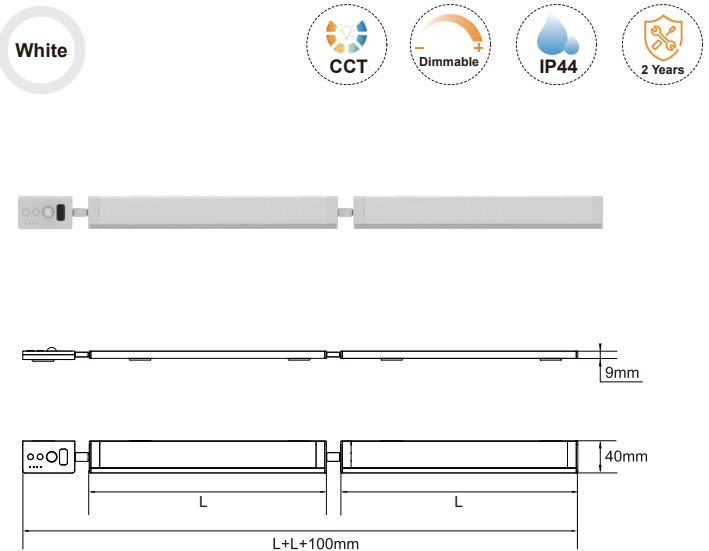 White
CCT
Dimmable
IP44
2 Years
9mm
40mm
L
L
L+L+100mm